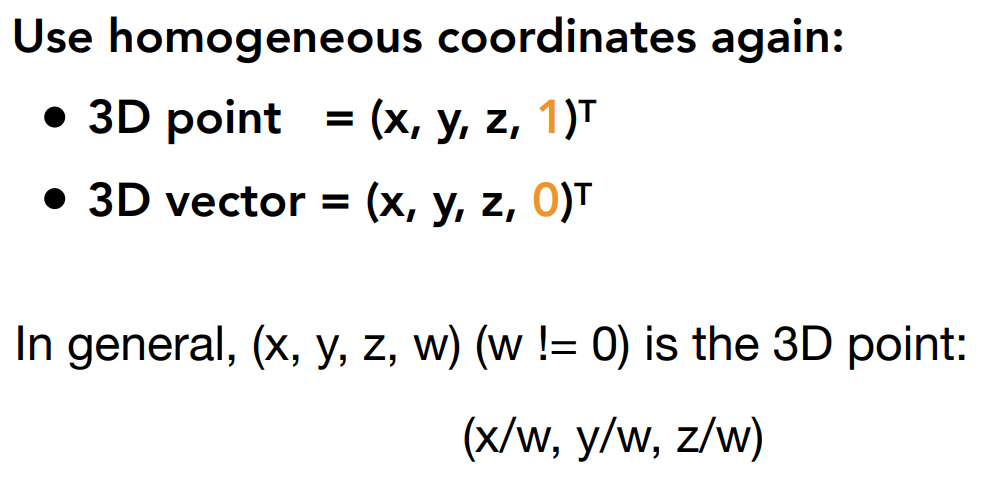 Use homogeneous coordinates again:
• 3D point = (x, y, z, 1)ᵀ
• 3D vector = (x, y, z, 0)ᵀ
In general, (x, y, z, w) (w != 0) is the 3D point:
(x/w, y/w, z/w)